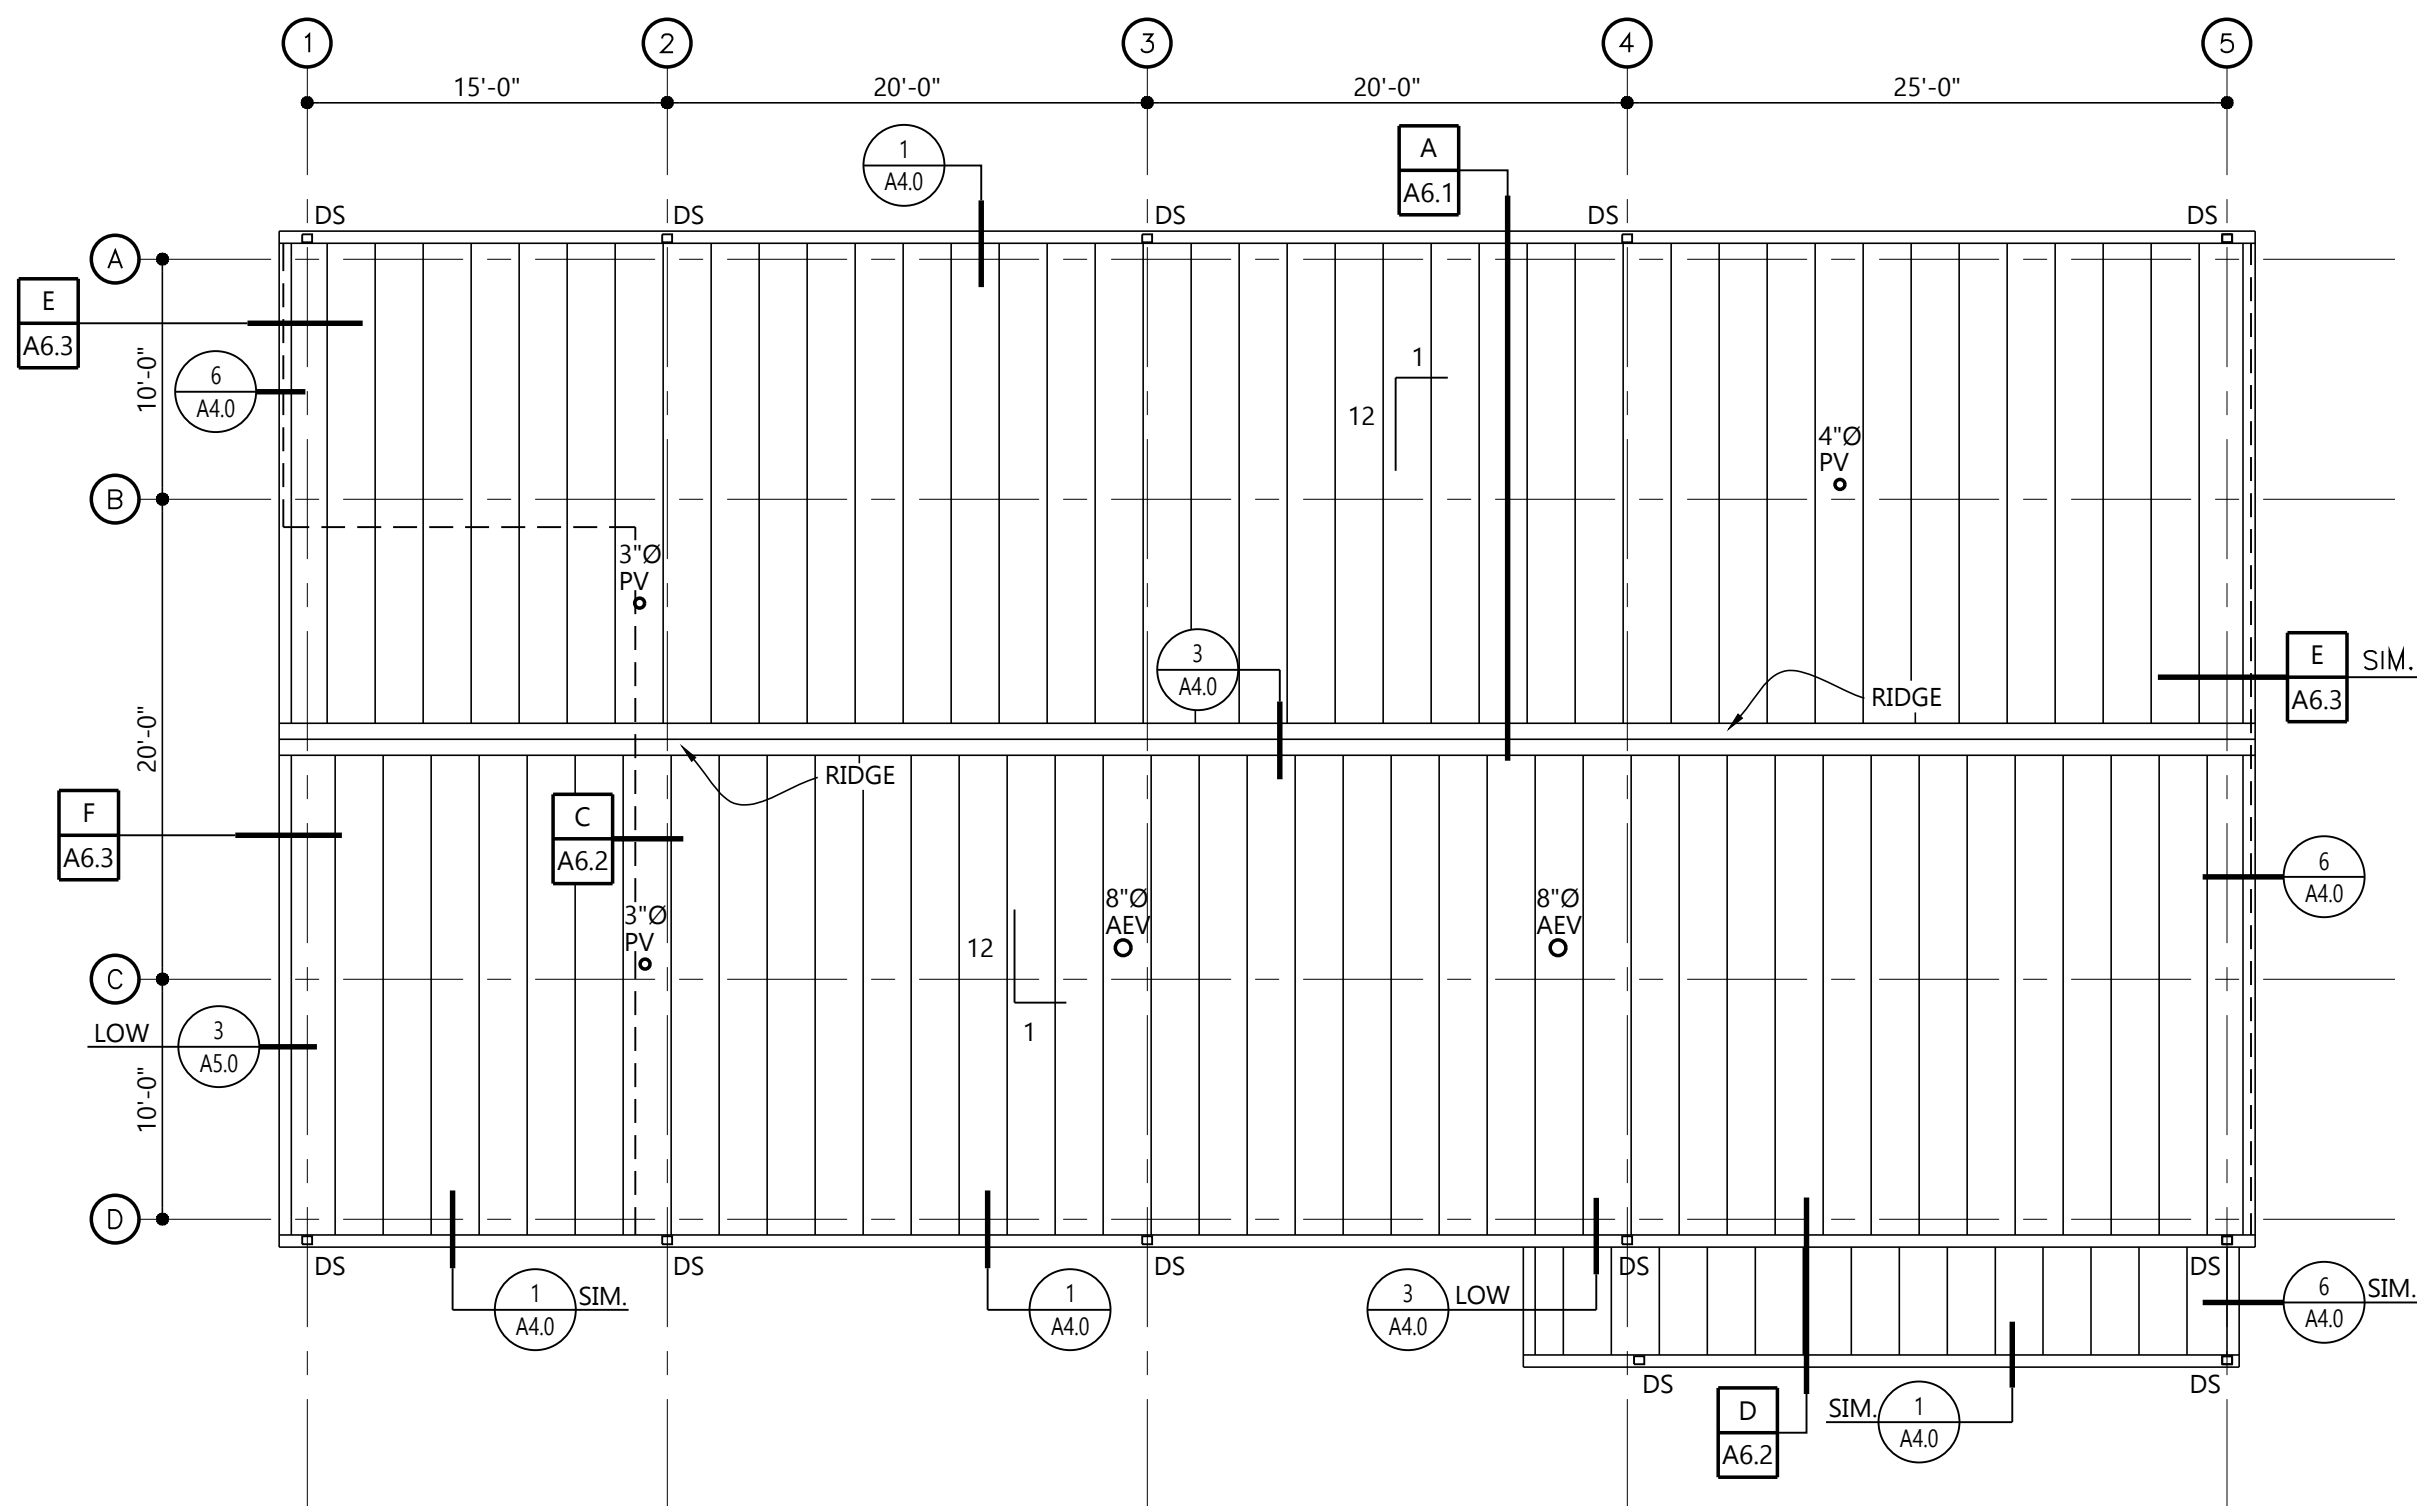 1
2
3
4
5
15'-0"
20'-0"
20'-0"
25'-0"
1
A4.0
A
A6.1
DS
DS
DS
DS
DS
A
E
A6.3
10'-0"
6
A4.0
1
12
4"Ø
PV
B
3"Ø
PV
3
A4.0
E
SIM.
A6.3
RIDGE
20'-0"
RIDGE
F
A6.3
C
A6.2
6
A4.0
3"Ø
PV
12
1
8"Ø
AEV
8"Ø
AEV
C
LOW
3
A5.0
10'-0"
D
DS
DS
DS
DS
DS
1
A4.0
SIM.
1
A4.0
3
A4.0
LOW
6
A4.0
SIM.
DS
DS
D
A6.2
SIM.
1
A4.0